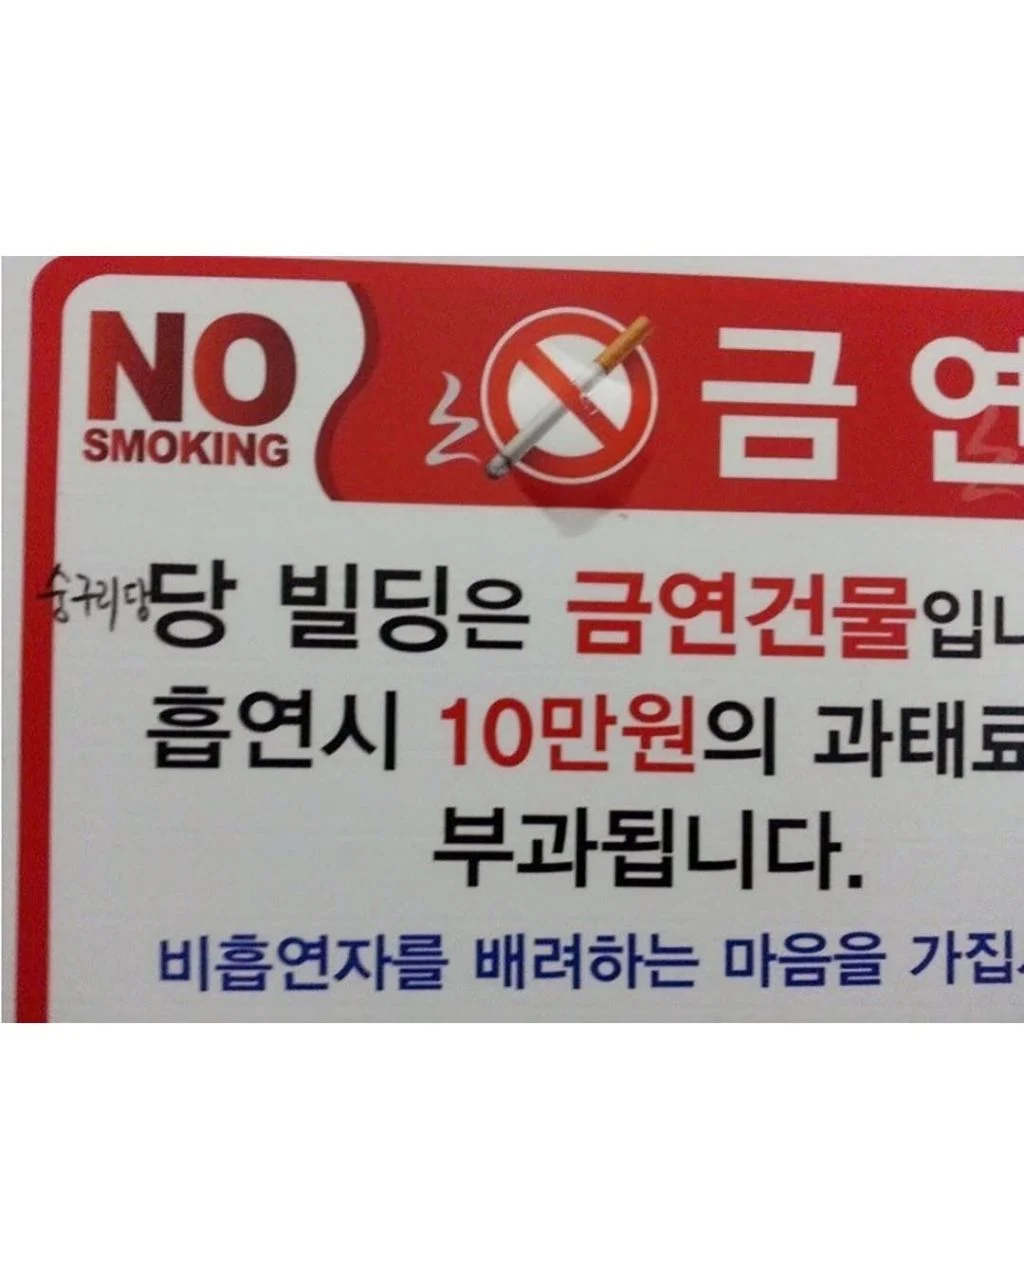 NO
SMOKING
금연
숭구리당당 빌딩은 금연건물입니
흡연시 10만원의 과태료
부과됩니다.
비흡연자를 배려하는 마음을 가집시